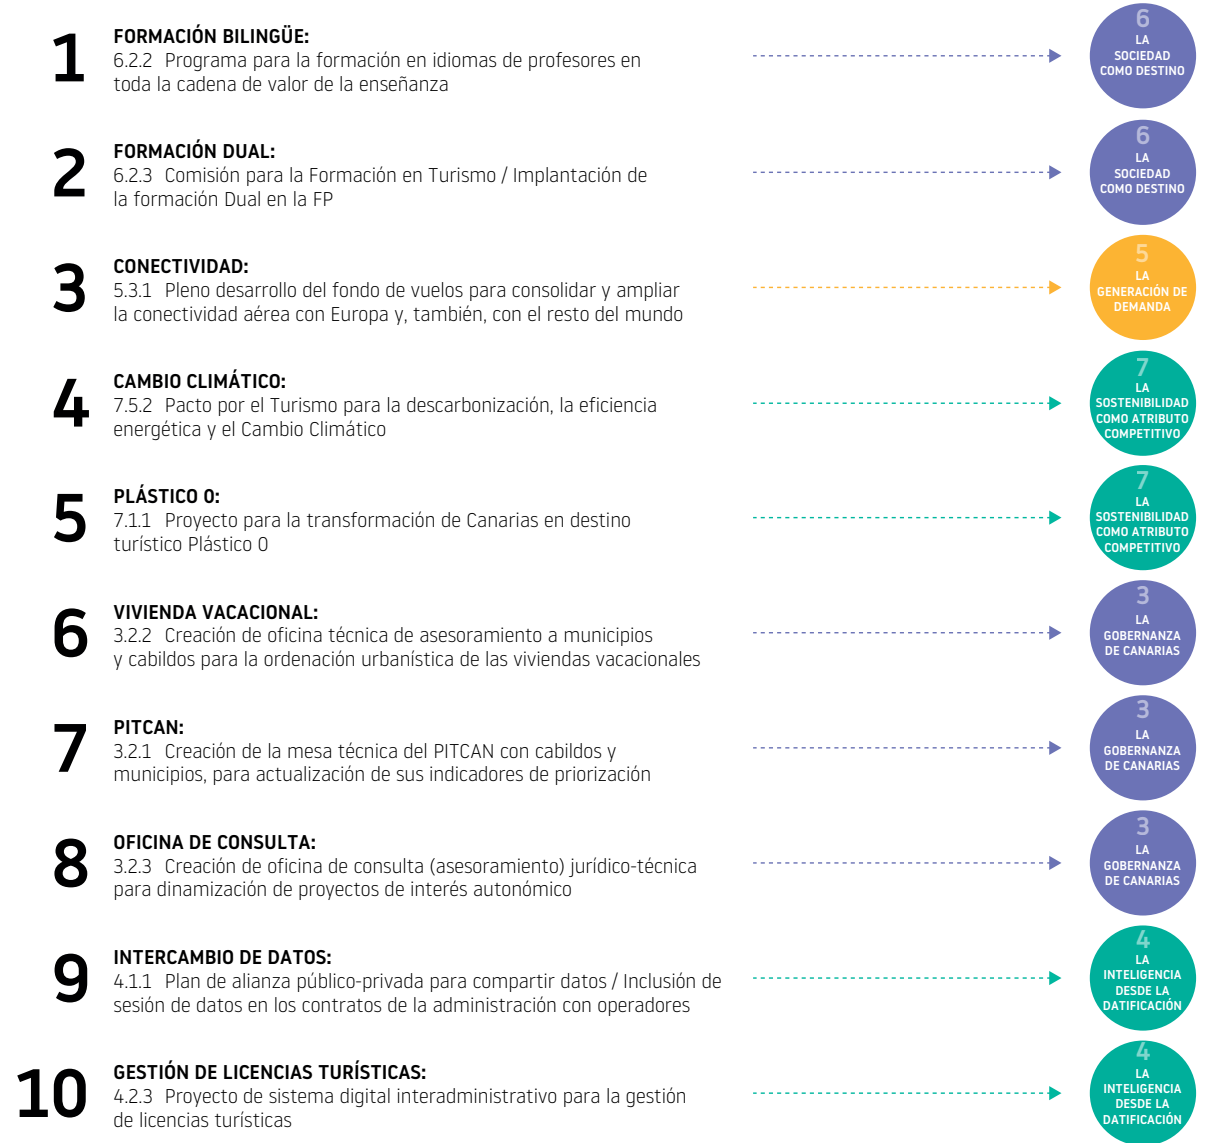 1
FORMACIÓN BILINGÜE:
6.2.2 Programa para la formación en idiomas de profesores en
toda la cadena de valor de la enseñanza
6
LA
SOCIEDAD
COMO DESTINO
2
FORMACIÓN DUAL:
6.2.3 Comisión para la Formación en Turismo / Implantación de
la formación Dual en la FP
6
LA
SOCIEDAD
COMO DESTINO
3
CONECTIVIDAD:
5.3.1 Pleno desarrollo del fondo de vuelos para consolidar y ampliar
la conectividad aérea con Europa y, también, con el resto del mundo
5
LA
GENERACIÓN DE
DEMANDA
4
CAMBIO CLIMÁTICO:
7.5.2 Pacto por el Turismo para la descarbonización, la eficiencia
energética y el Cambio Climático
7
LA
SOSTENIBILIDAD
COMO ATRIBUTO
COMPETITIVO
5
PLÁSTICO 0:
7.1.1 Proyecto para la transformación de Canarias en destino
turístico Plástico 0
7
LA
SOSTENIBILIDAD
COMO ATRIBUTO
COMPETITIVO
6
VIVIENDA VACACIONAL:
3.2.2 Creación de oficina técnica de asesoramiento a municipios
y cabildos para la ordenación urbanística de las viviendas vacacionales
3
LA
GOBERNANZA
DE CANARIAS
7
PITCAN:
3.2.1 Creación de la mesa técnica del PITCAN con cabildos y
municipios, para actualización de sus indicadores de priorización
3
LA
GOBERNANZA
DE CANARIAS
8
OFICINA DE CONSULTA:
3.2.3 Creación de oficina de consulta (asesoramiento) jurídico-técnica
para dinamización de proyectos de interés autonómico
3
LA
GOBERNANZA
DE CANARIAS
9
INTERCAMBIO DE DATOS:
4.1.1 Plan de alianza público-privada para compartir datos / Inclusión de
sesión de datos en los contratos de la administración con operadores
4
LA
INTELIGENCIA
DESDE LA
DATIFICACIÓN
10
GESTIÓN DE LICENCIAS TURÍSTICAS:
4.2.3 Proyecto de sistema digital interadministrativo para la gestión
de licencias turísticas
4
LA
INTELIGENCIA
DESDE LA
DATIFICACIÓN